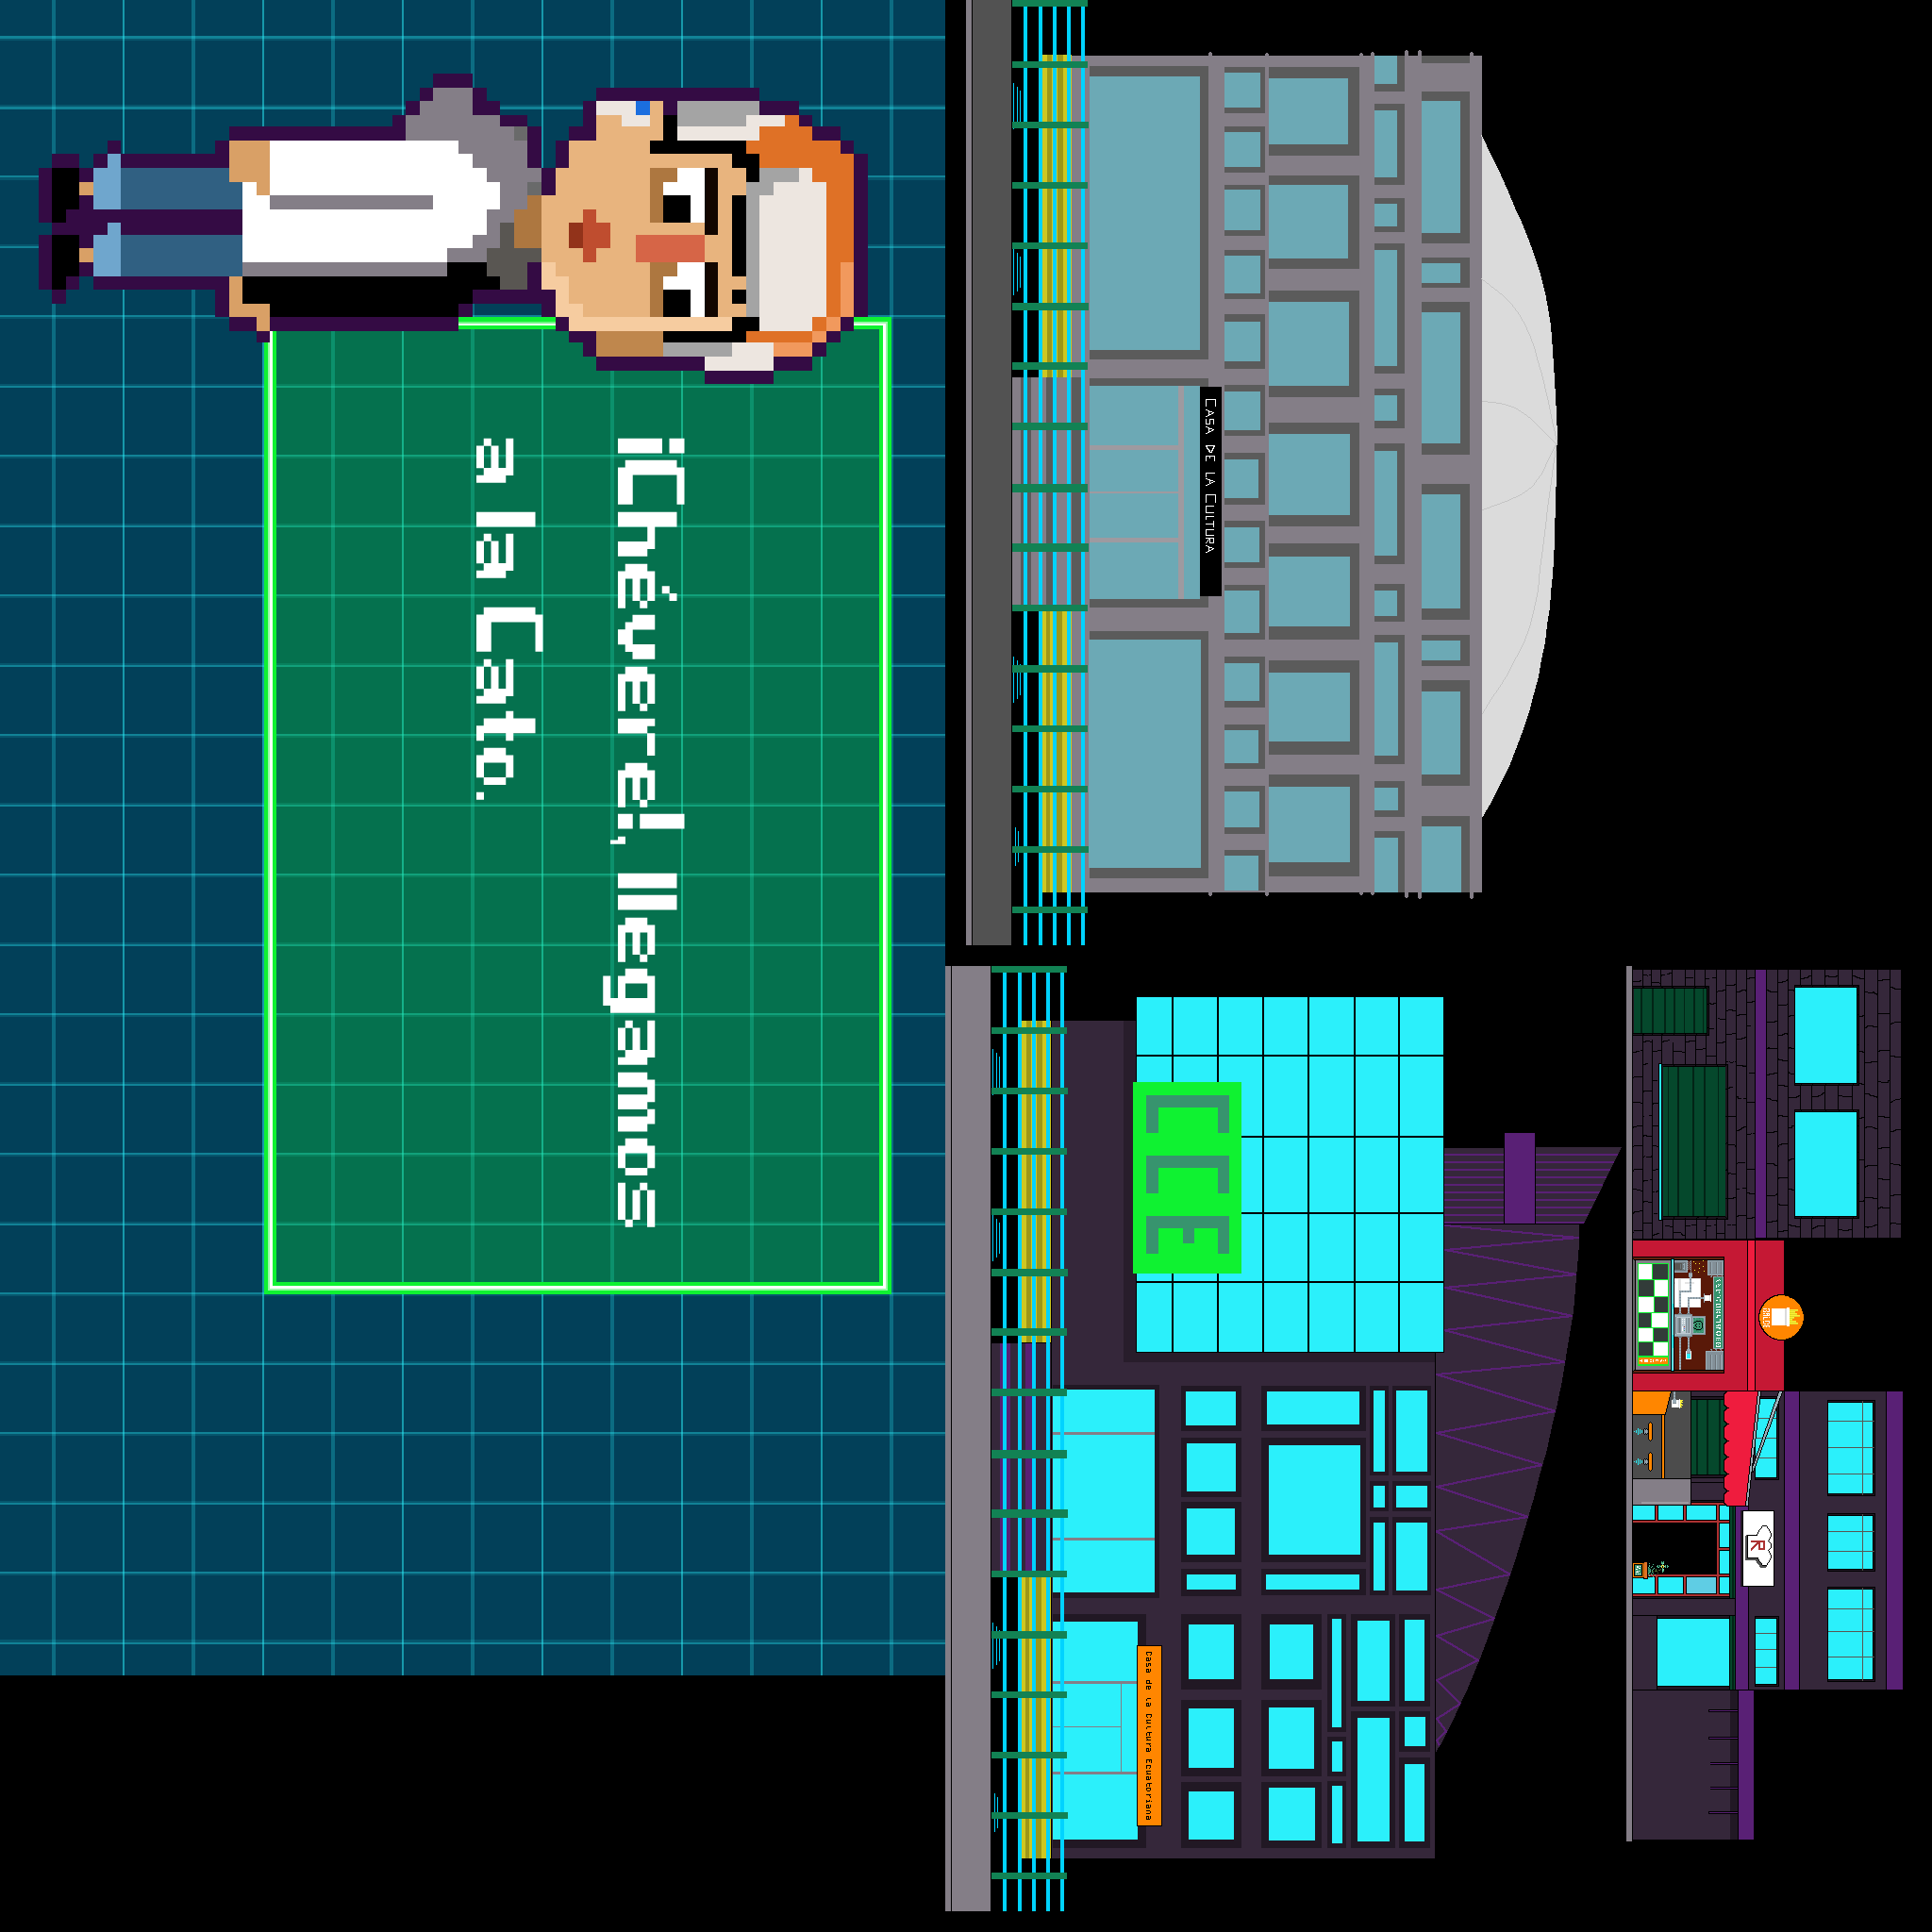 ¡Chévere!, llegamos
a la Cato.
Casa de la Cultura
CCE
Casa de la Cultura Ecuatoriana
R